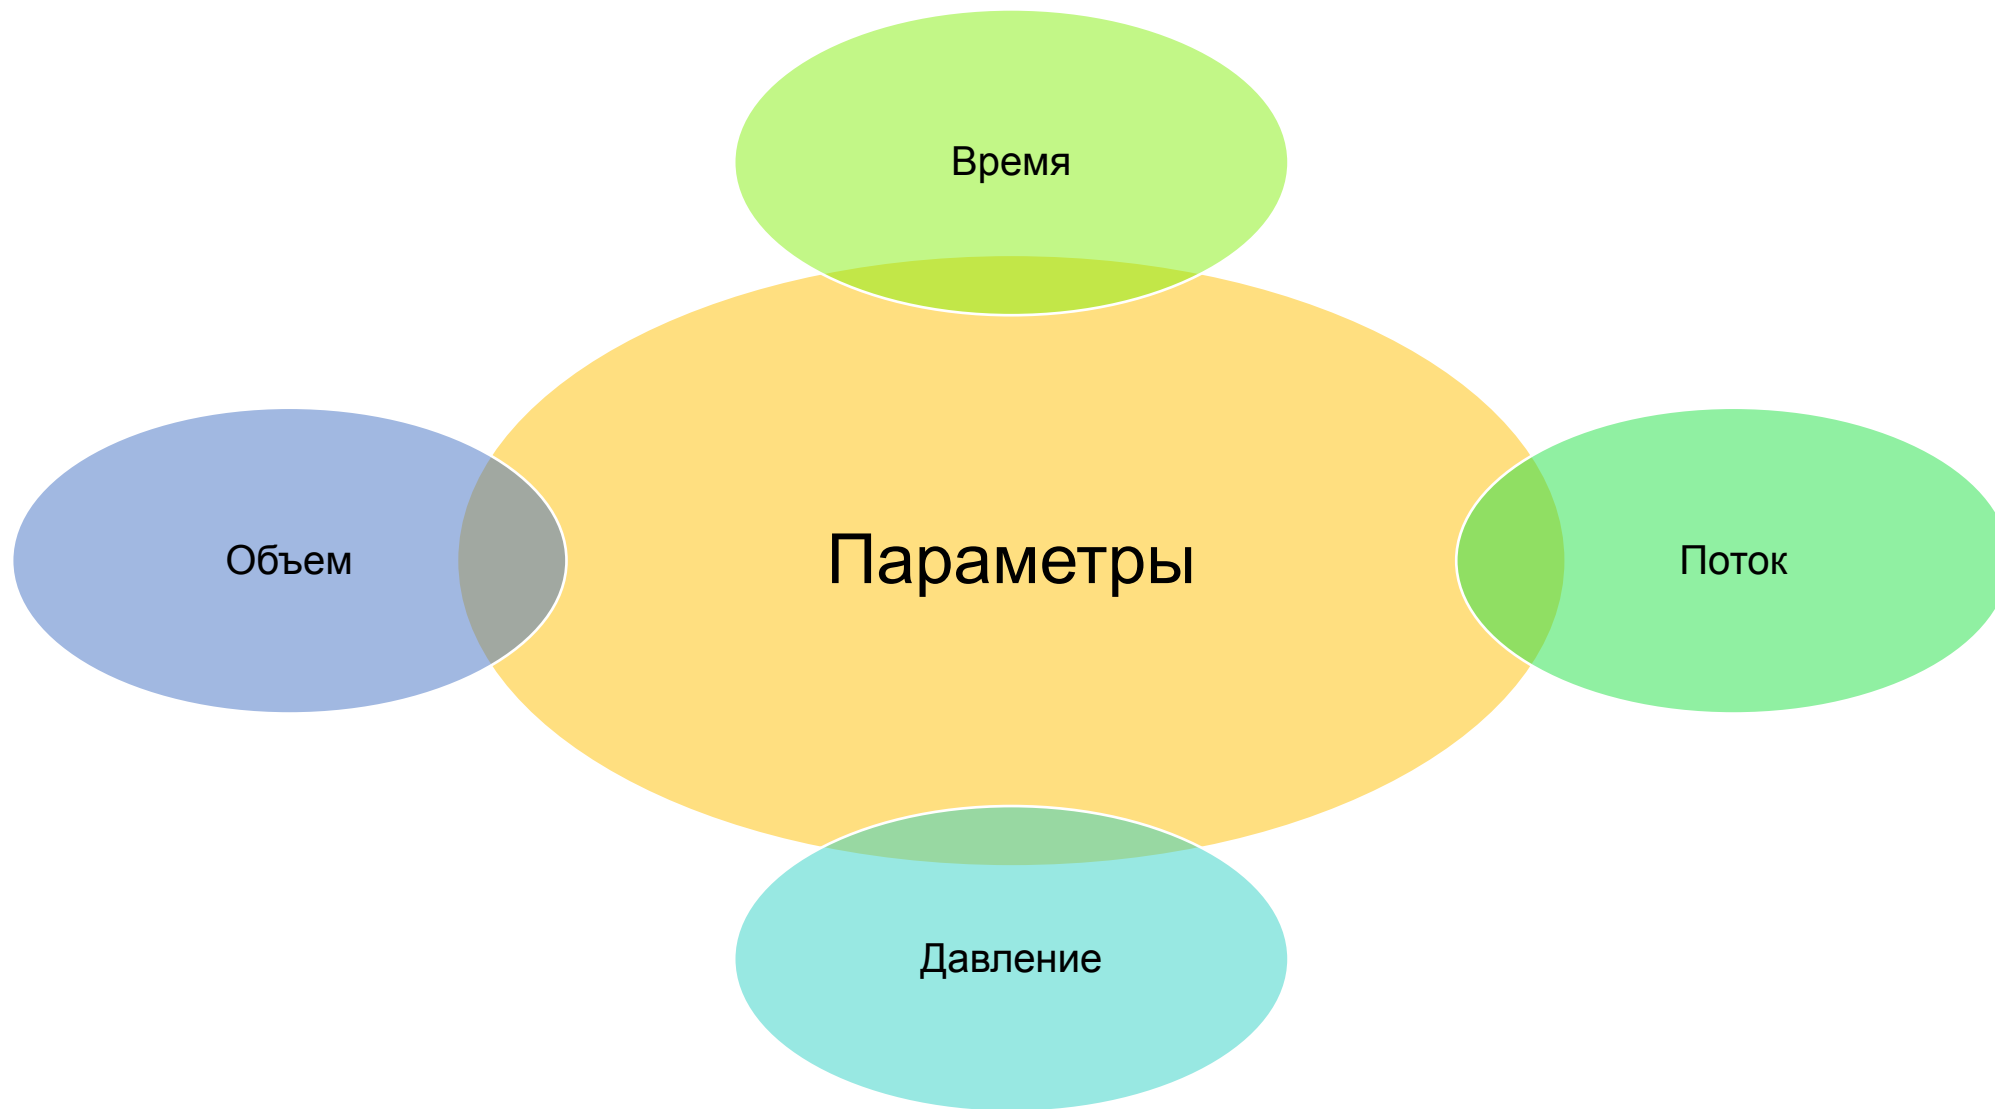 Время
Объем
Параметры
Поток
Давление